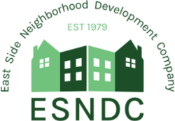 East Side Neighborhood Development Company
EST 1979
ESNDC